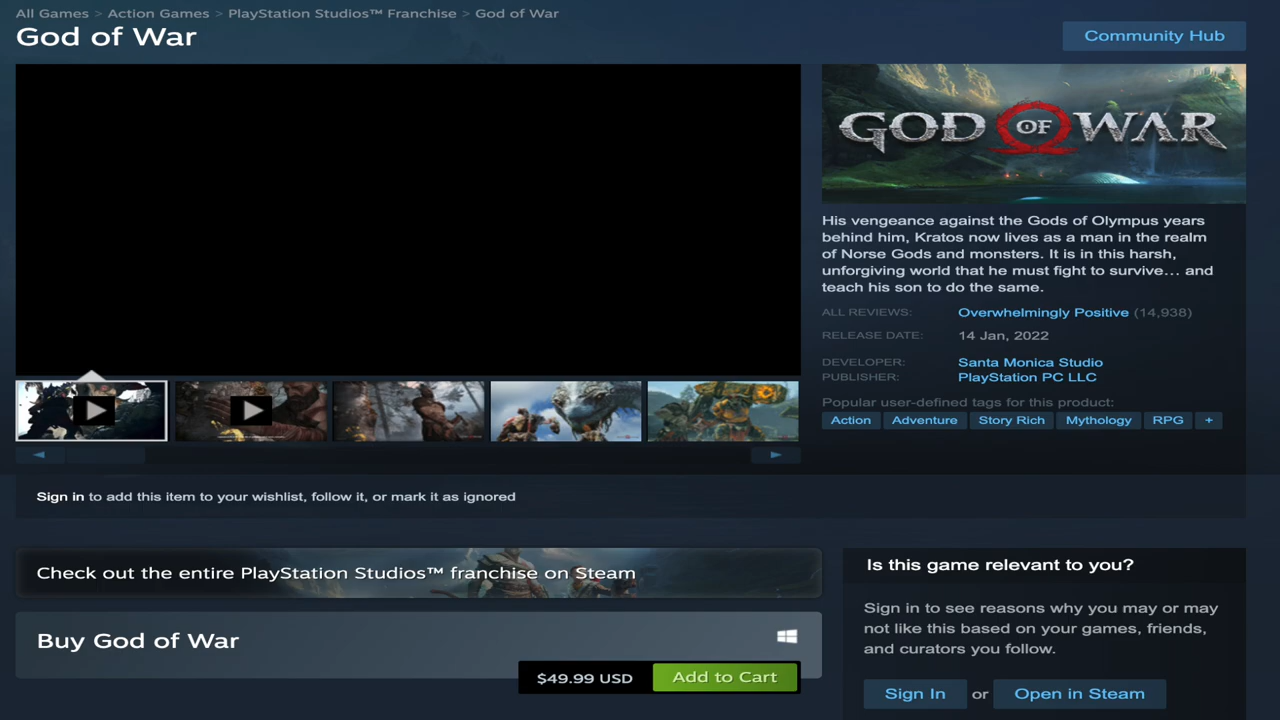 All Games > Action Games > PlayStation Studios™ Franchise > God of War
God of War
Community Hub
GOD OF WAR
His vengeance against the Gods of Olympus years
behind him, Kratos now lives as a man in the realm
of Norse Gods and monsters. It is in this harsh,
unforgiving world that he must fight to survive… and
teach his son to do the same.
ALL REVIEWS: Overwhelmingly Positive (14,938)
RELEASE DATE: 14 Jan, 2022
DEVELOPER: Santa Monica Studio
PUBLISHER: PlayStation PC LLC
Popular user-defined tags for this product:
Action Adventure Story Rich Mythology RPG +
Sign in to add this item to your wishlist, follow it, or mark it as ignored
Check out the entire PlayStation Studios™ franchise on Steam
Is this game relevant to you?
Sign in to see reasons why you may or may
not like this based on your games, friends,
and curators you follow.
Sign In or Open in Steam
Buy God of War
$49.99 USD Add to Cart